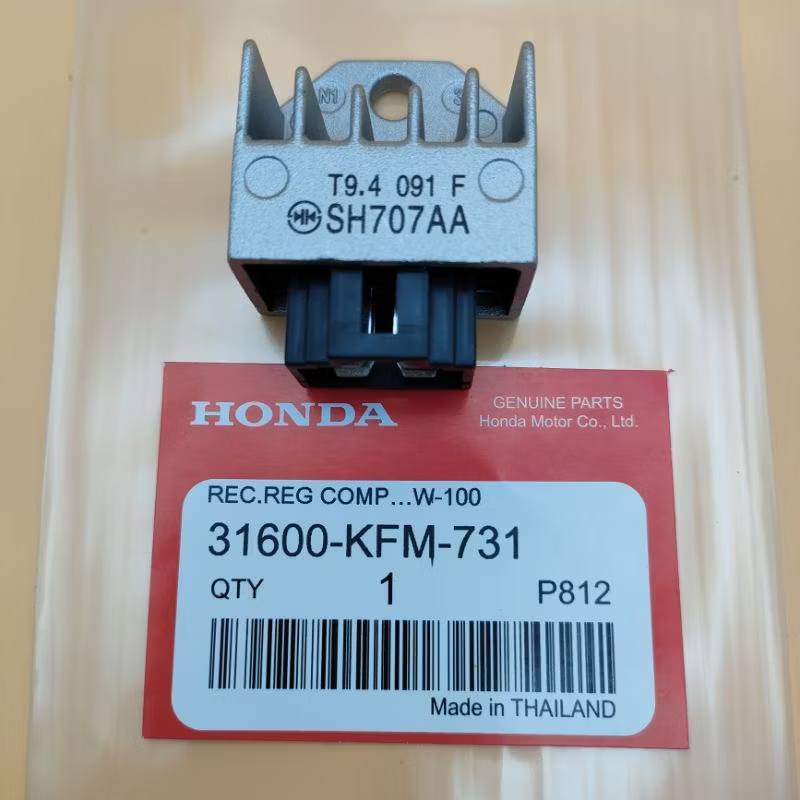 N1
T9.4 091 F
SH707AA
HONDA
GENUINE PARTS
Honda Motor Co., Ltd.
REC.REG COMP...W-100
31600-KFM-731
QTY 1 P812
Made in THAILAND